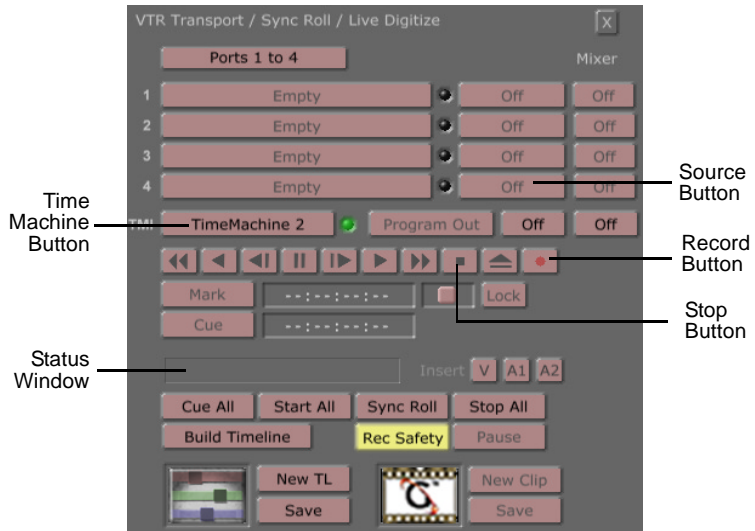 VTR Transport / Sync Roll / Live Digitize X
Ports 1 to 4 Mixer
1 Empty Off Off
2 Empty Off Off
3 Empty Off Off
4 Empty Off Off
Source
Button
Time
Machine
Button
TMI TimeMachine 2 Program Out Off Off
Record
Button
Mark --:--:--:-- Lock
Cue --:--:--:--
Stop
Button
Status
Window
Insert V A1 A2
Cue All Start All Sync Roll Stop All
Build Timeline Rec Safety Pause
New TL New Clip
Save Save